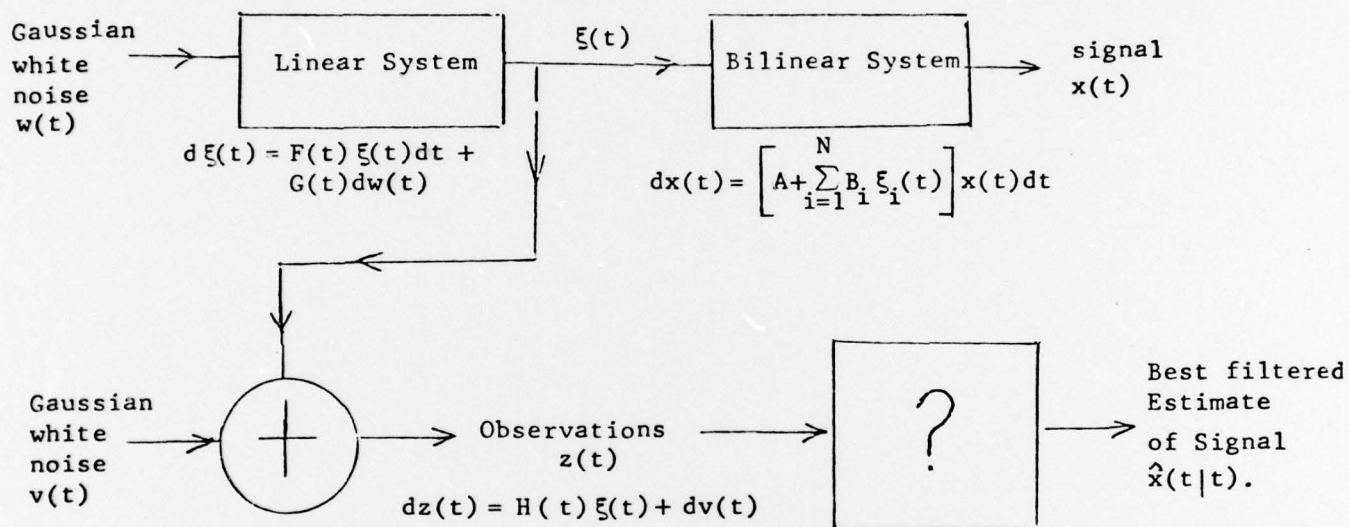 Gaussian
white
noise
w(t)
Linear System
ξ(t)
Bilinear System
signal
x(t)
d ξ(t) = F(t) ξ(t)dt +
G(t)dw(t)
dx(t) = [A + ∑_{i=1}^{N} B_i ξ_i(t)] x(t)dt
Gaussian
white
noise
v(t)
+
Observations
z(t)
dz(t) = H(t) ξ(t) + dv(t)
?
Best filtered
Estimate
of Signal
x̂(t|t).